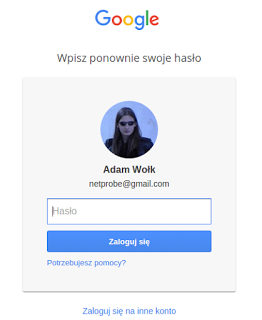 Google
Wpisz ponownie swoje hasło
Adam Wołk
netprobe@gmail.com
Hasło
Zaloguj się
Potrzebujesz pomocy?
Zaloguj się na inne konto